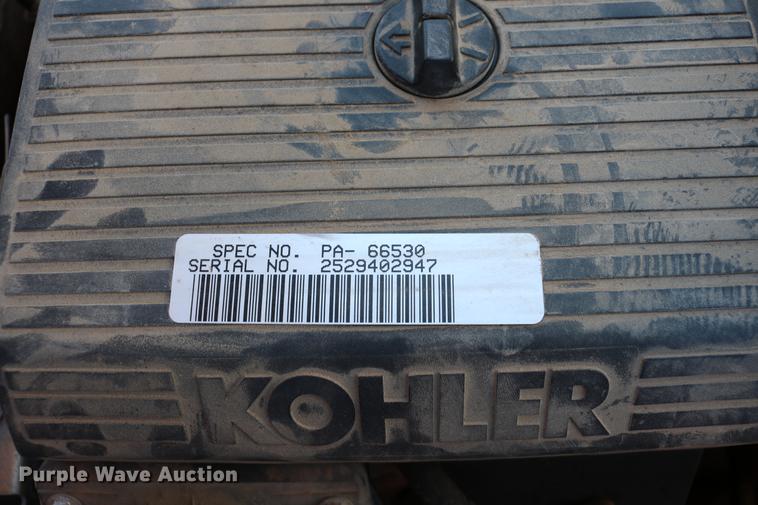 SPEC NO. PA- 66530
SERIAL NO. 2529402947
KOHLER
Purple Wave Auction